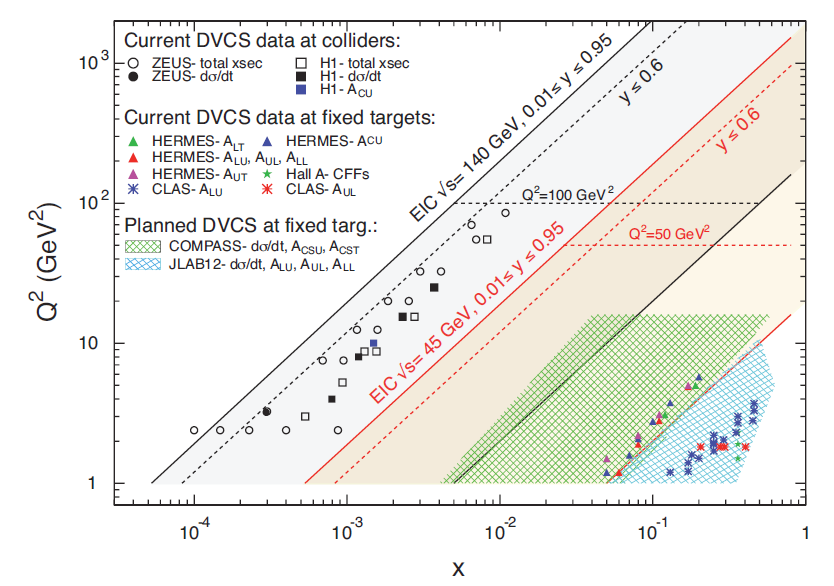 Current DVCS data at colliders:
ZEUS- total xsec H1- total xsec
ZEUS- dσ/dt H1- dσ/dt
H1- A_CU
Current DVCS data at fixed targets:
HERMES- A_LT HERMES- A^CU
HERMES- A_LU, A_UL, A_LL
HERMES- A_UT Hall A- CFFs
CLAS- A_LU CLAS- A_UL
Planned DVCS at fixed targ.:
COMPASS- dσ/dt, A_CSU, A_CST
JLAB12- dσ/dt, A_LU, A_UL, A_LL
EIC √s= 140 GeV, 0.01≤ y ≤ 0.95
y ≤ 0.6
y ≤ 0.6
Q²=100 GeV²
Q²=50 GeV²
EIC √s= 45 GeV, 0.01≤ y ≤ 0.95
Q² (GeV²)
10³
10²
10
1
10⁻⁴ 10⁻³ 10⁻² 10⁻¹ 1
x